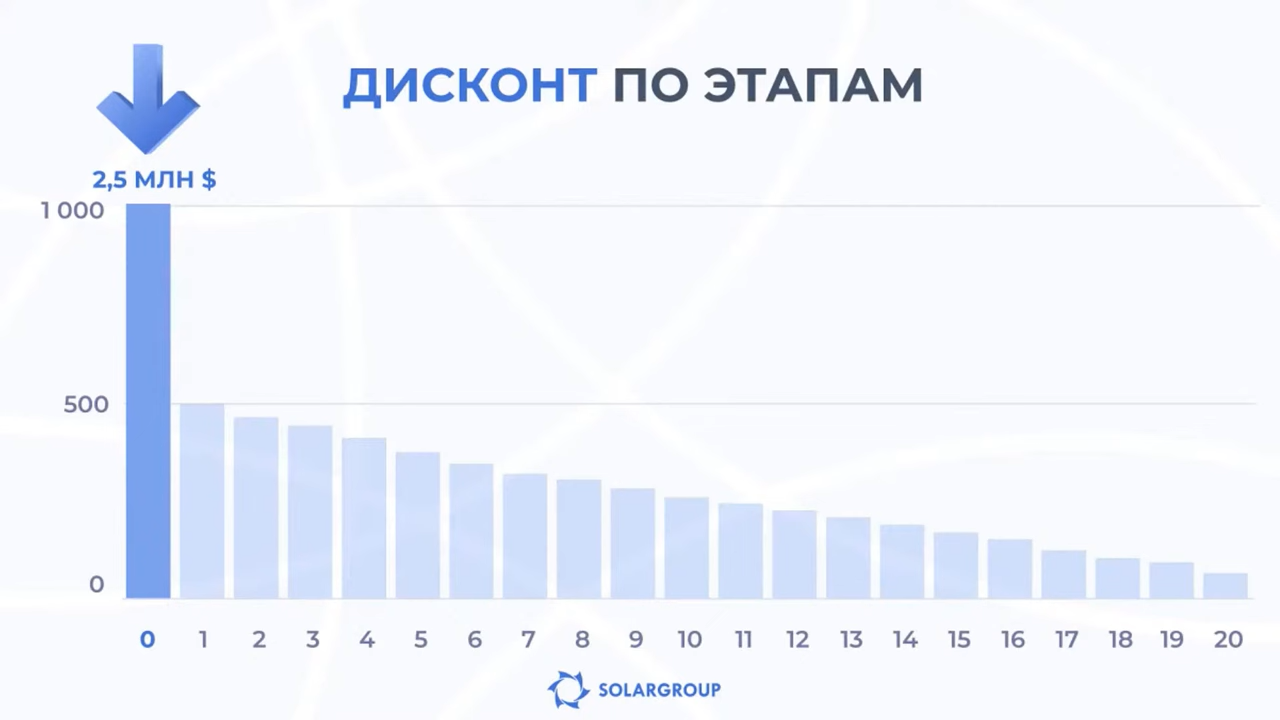 ДИСКОНТ ПО ЭТАПАМ
2,5 МЛН $
1 000
500
0
0 1 2 3 4 5 6 7 8 9 10 11 12 13 14 15 16 17 18 19 20
SOLARGROUP